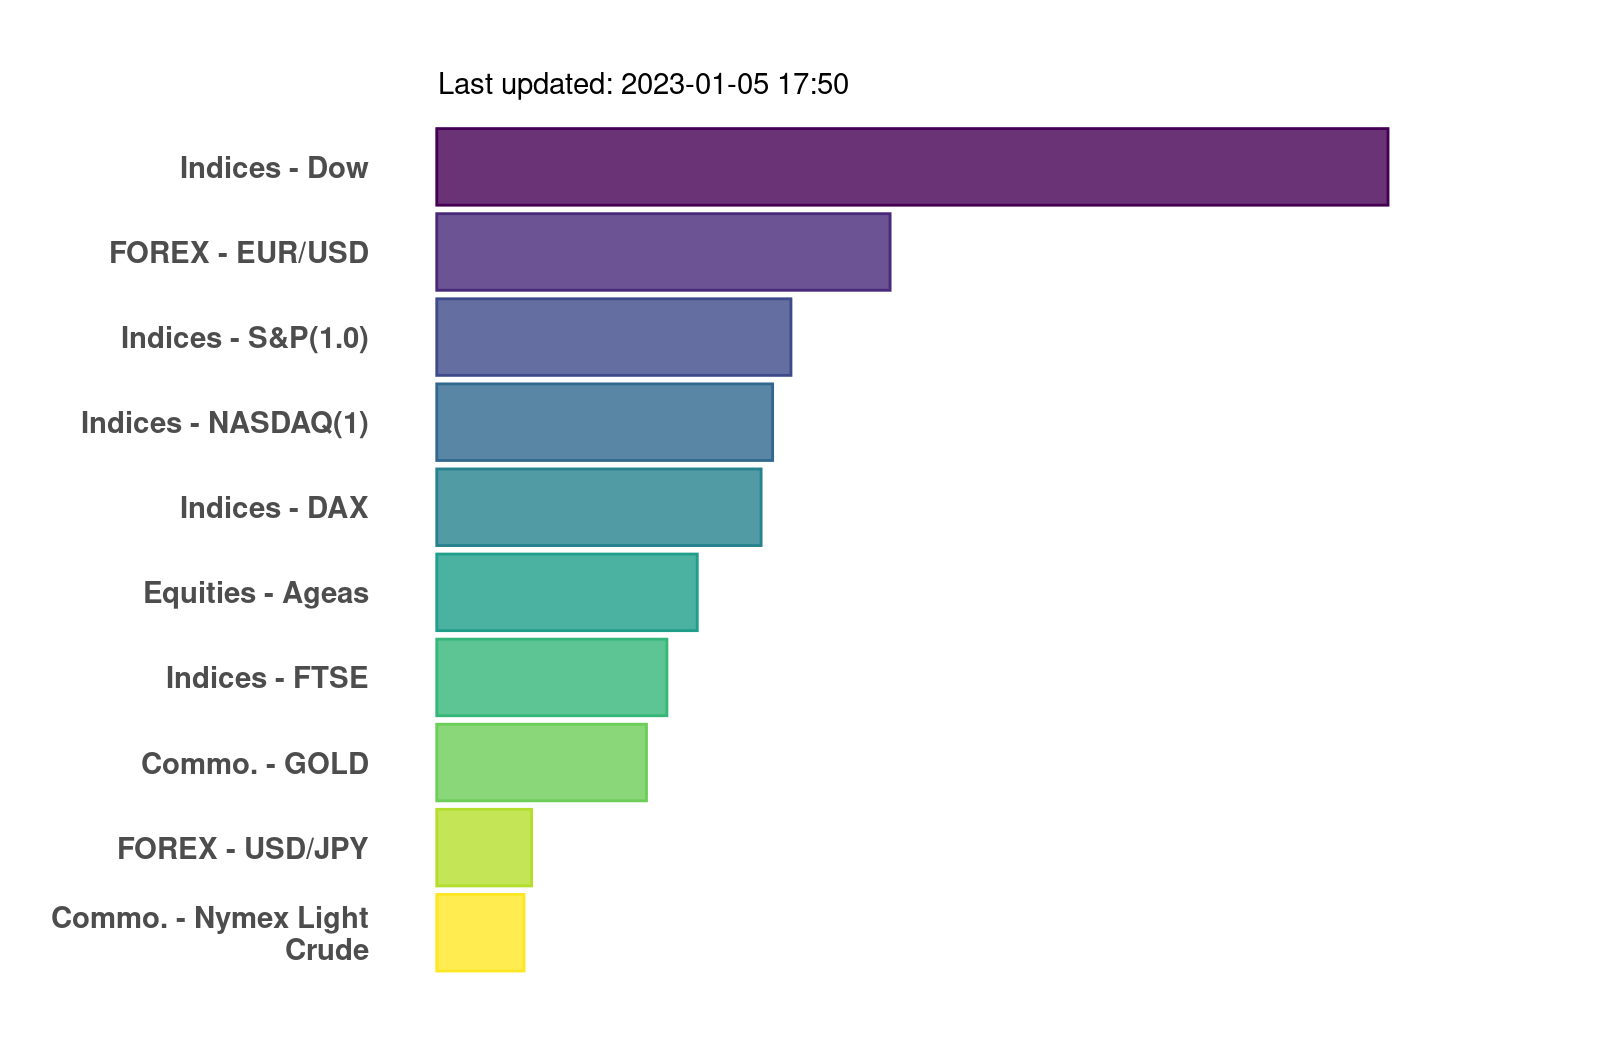 Last updated: 2023-01-05 17:50
Indices - Dow
FOREX - EUR/USD
Indices - S&P(1.0)
Indices - NASDAQ(1)
Indices - DAX
Equities - Ageas
Indices - FTSE
Commo. - GOLD
FOREX - USD/JPY
Commo. - Nymex Light
Crude